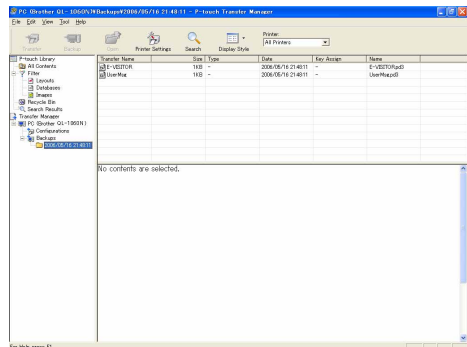 PC (Brother QL-1060N)¥Backups¥2006/05/16 21:48:11 - P-touch Transfer Manager
File Edit View Tool Help
Printer:
All Printers
Transfer Backup Open Printer Settings Search Display Style
P-touch Library
All Contents
Filter
Layouts
Databases
Images
Recycle Bin
Search Results
Transfer Manager
PC (Brother QL-1060N)
Configurations
Backups
2006/05/16 21:48:11
Transfer Name Size Type Date Key Assign Name
E-VISITOR 1KB - 2006/05/16 21:48:11 - E-VISITOR.pd3
UserMsg 1KB - 2006/05/16 21:48:11 - UserMsg.pd3
No contents are selected.
For Help, press F1.